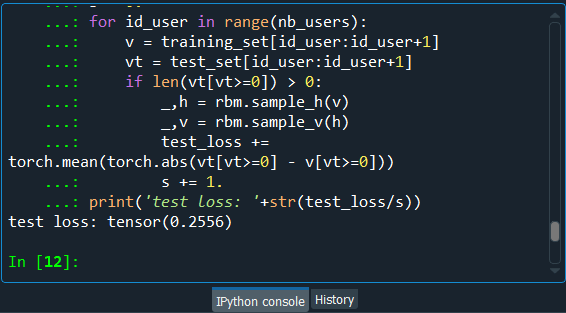 ...: for id_user in range(nb_users):
...: v = training_set[id_user:id_user+1]
...: vt = test_set[id_user:id_user+1]
...: if len(vt[vt>=0]) > 0:
...: _,h = rbm.sample_h(v)
...: _,v = rbm.sample_v(h)
...: test_loss +=
torch.mean(torch.abs(vt[vt>=0] - v[vt>=0]))
...: s += 1.
...: print('test loss: '+str(test_loss/s))
test loss: tensor(0.2556)
In [12]:
IPython console
History